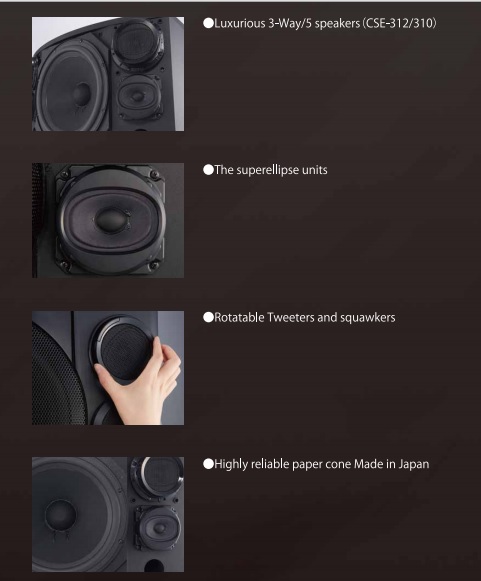 ●Luxurious 3-Way/5 speakers (CSE-312/310)
●The superellipse units
●Rotatable Tweeters and squawkers
●Highly reliable paper cone Made in Japan